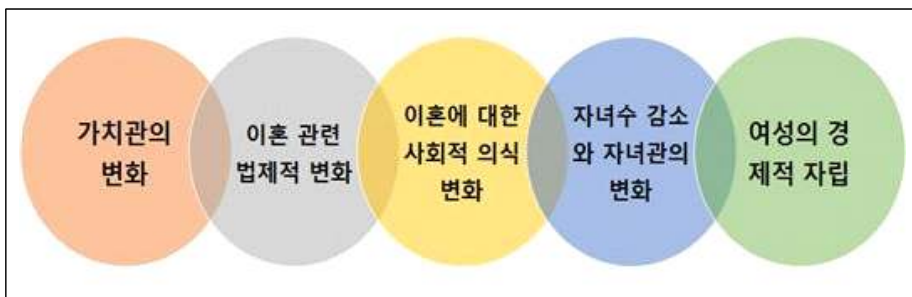 가치관의
변화
이혼 관련
법제적 변화
이혼에 대한
사회적 의식
변화
자녀수 감소
와 자녀관의
변화
여성의 경
제적 자립